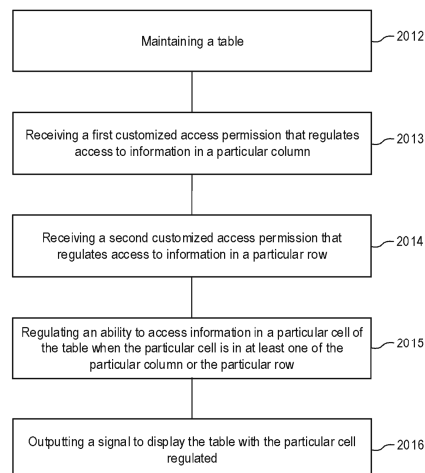 Maintaining a table
2012
Receiving a first customized access permission that regulates
access to information in a particular column
2013
Receiving a second customized access permission that
regulates access to information in a particular row
2014
Regulating an ability to access information in a particular cell of
the table when the particular cell is in at least one of the
particular column or the particular row
2015
Outputting a signal to display the table with the particular cell
regulated
2016